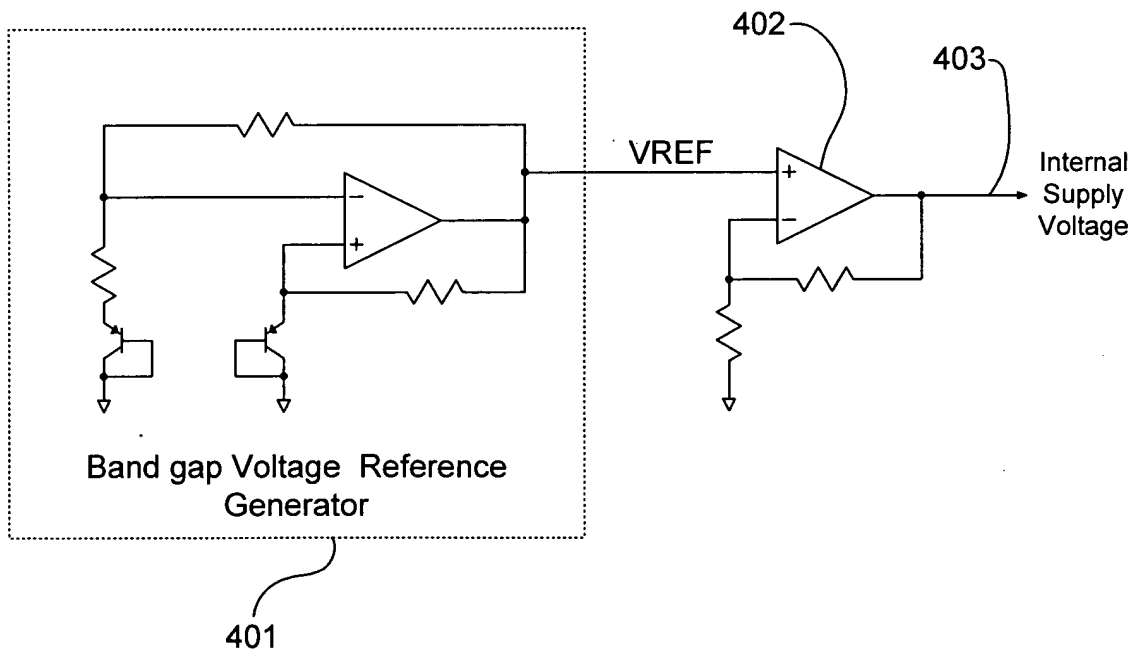 402
403
VREF
Internal
Supply
Voltage
+
−
−
+
Band gap Voltage Reference
Generator
401